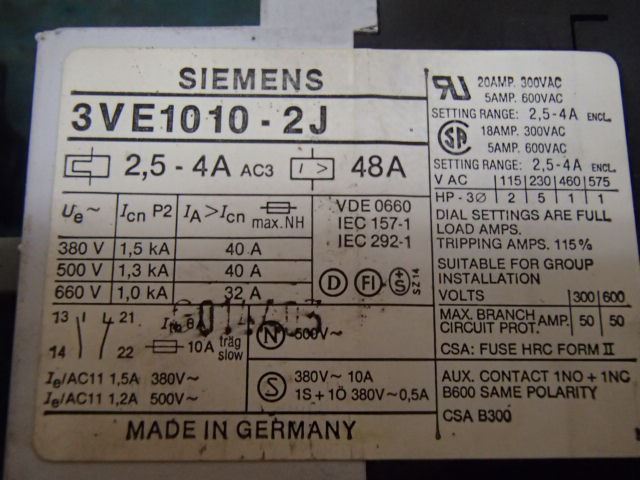 SIEMENS
3VE1010-2J
2,5-4A AC3 I > 48A
Ue~ Icn P2 IA>Icn max.NH
380 V 1,5 kA 40 A
500 V 1,3 kA 40 A
660 V 1,0 kA 32 A
VDE 0660
IEC 157-1
IEC 292-1
D FI +S SZ14
13 21
14 22
10A träg
slow
N 500V~
Ie/AC11 1,5A 380V~
Ie/AC11 1,2A 500V~
S 380V~ 10A
1S+1Ö 380V~0,5A
MADE IN GERMANY
20AMP. 300VAC
5AMP. 600VAC
SETTING RANGE: 2,5-4A ENCL.
18AMP. 300VAC
5AMP. 600VAC
SETTING RANGE: 2,5-4A ENCL.
V AC 115 230 460 575
HP-3Ø 2 5 1 1
DIAL SETTINGS ARE FULL
LOAD AMPS.
TRIPPING AMPS. 115%
SUITABLE FOR GROUP
INSTALLATION
VOLTS 300 600
MAX. BRANCH
CIRCUIT PROT. AMP. 50 50
CSA: FUSE HRC FORM II
AUX. CONTACT 1NO+1NC
B600 SAME POLARITY
CSA B300